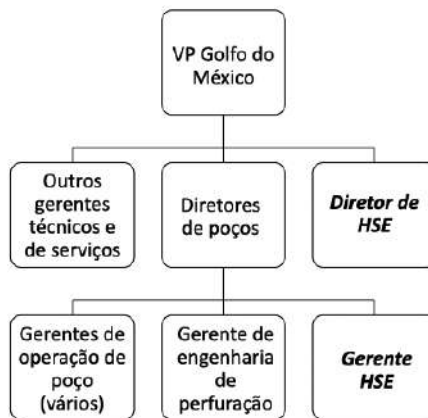 VP Golfo do
México
Outros
gerentes
técnicos e
de serviços
Diretores
de poços
Diretor de
HSE
Gerentes de
operação de
poço
(vários)
Gerente de
engenharia
de
perfuração
Gerente
HSE